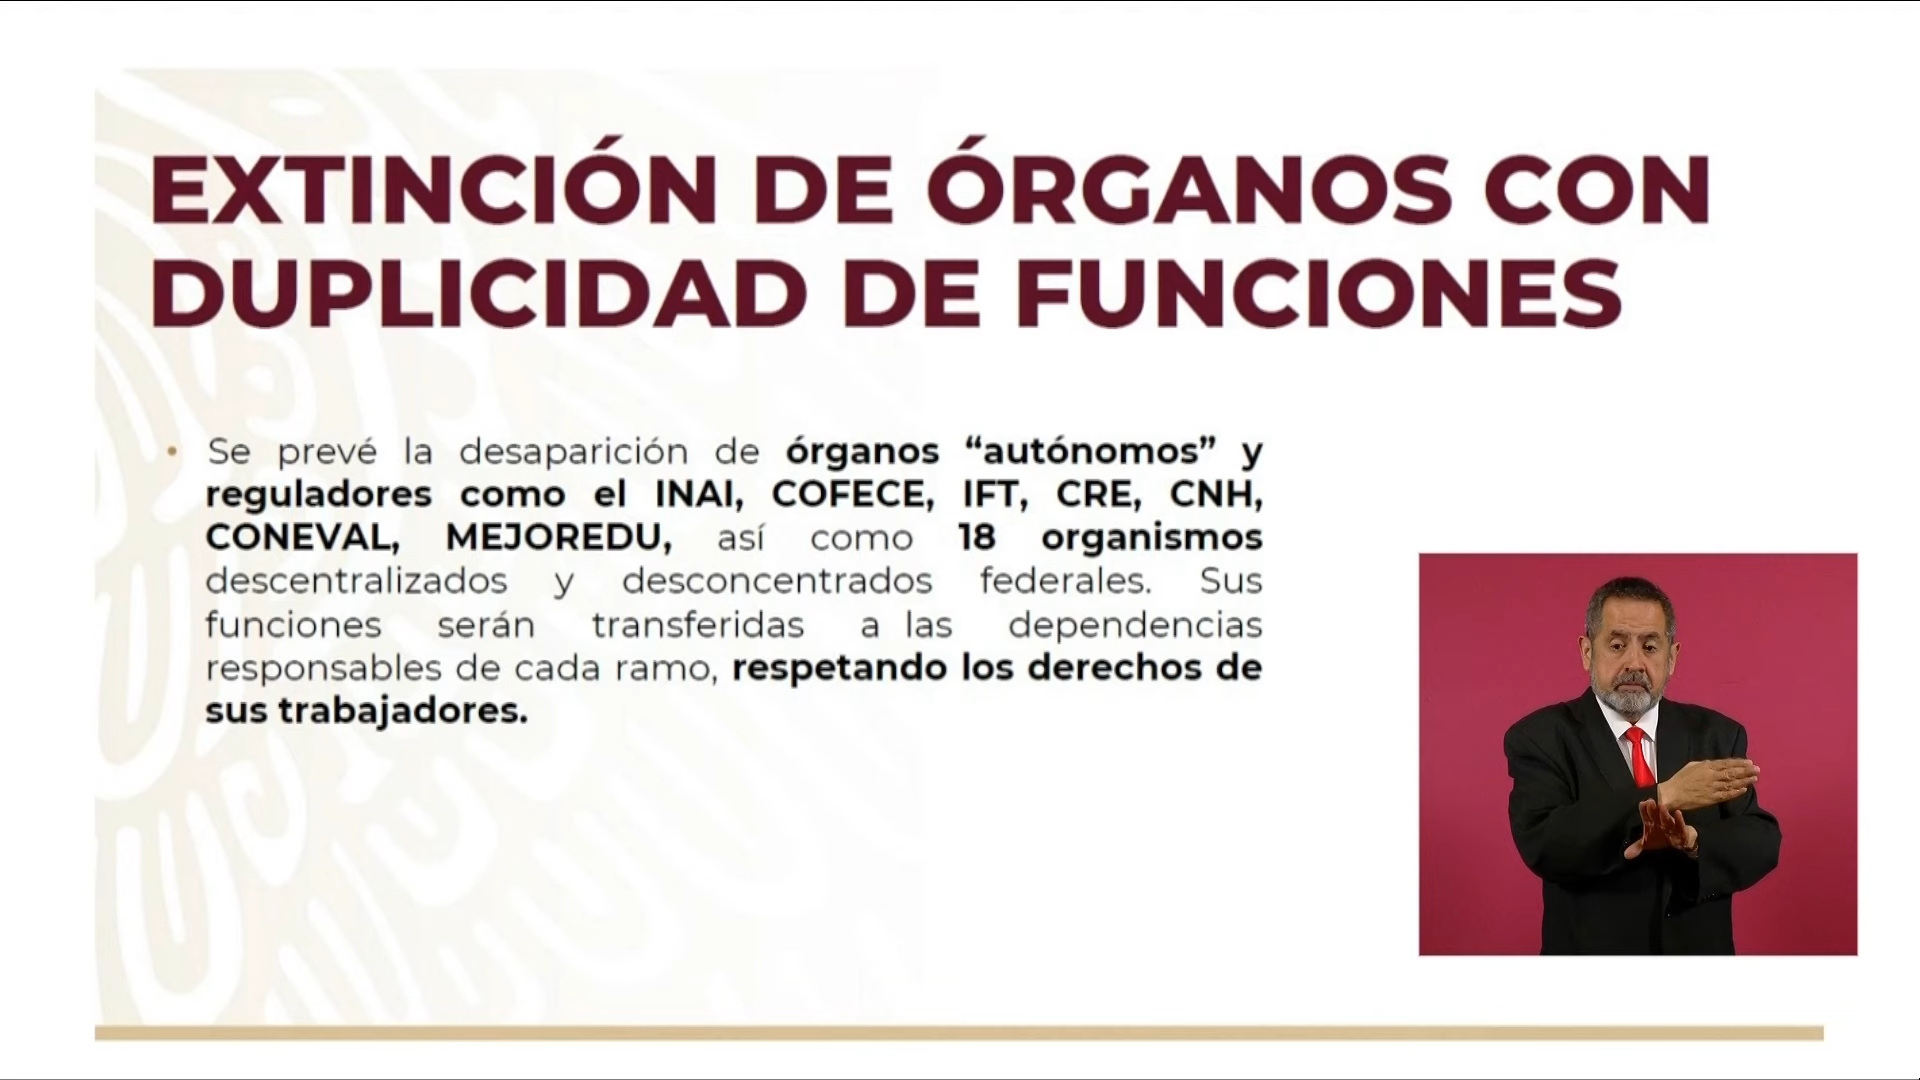 EXTINCIÓN DE ÓRGANOS CON
DUPLICIDAD DE FUNCIONES
• Se prevé la desaparición de órganos “autónomos” y
reguladores como el INAI, COFECE, IFT, CRE, CNH,
CONEVAL, MEJOREDU, así como 18 organismos
descentralizados y desconcentrados federales. Sus
funciones serán transferidas a las dependencias
responsables de cada ramo, respetando los derechos de
sus trabajadores.